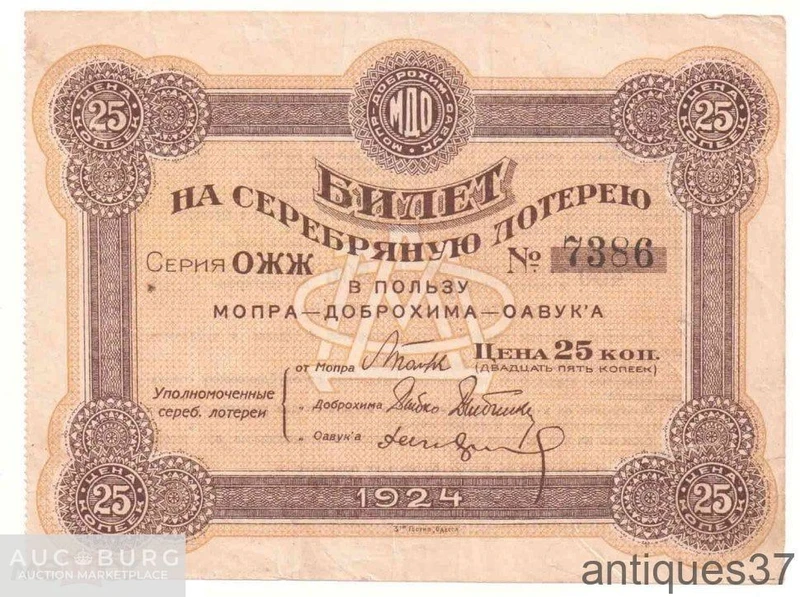 МОПР ДОБРОХИМ ОАВУК
МДО
ЦЕНА 25 КОПЕЕК
ЦЕНА 25 КОПЕЕК
БИЛЕТ
НА СЕРЕБРЯНУЮ ЛОТЕРЕЮ
СЕРИЯ ОЖЖ № 7386
В ПОЛЬЗУ
МОПРА—ДОБРОХИМА—ОАВУК'А
ЦЕНА 25 КОП.
(ДВАДЦАТЬ ПЯТЬ КОПЕЕК)
Уполномоченные
сереб. лотереи
от Мопра
„ Доброхима
„ Оавук'а
ЦЕНА 25 КОПЕЕК
1924
ЦЕНА 25 КОПЕЕК
AUCBURG
AUCTION MARKETPLACE
antiques37